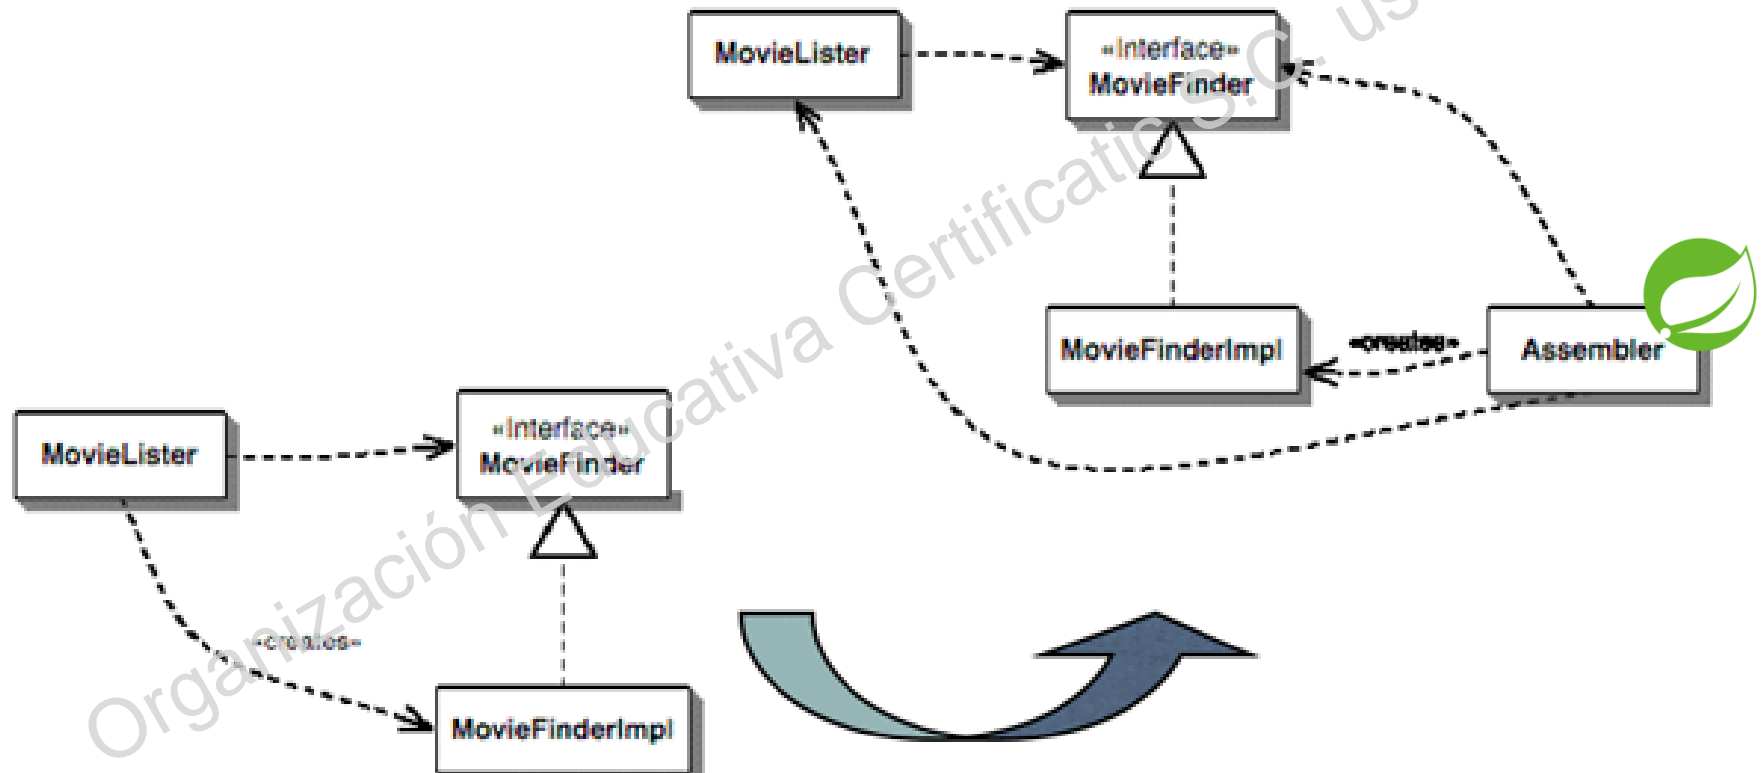 MovieLister
«Interface»
MovieFinder
MovieFinderImpl
«creates»
Assembler
MovieLister
«Interface»
MovieFinder
«creates»
MovieFinderImpl
Organización Educativa Certificatic S.C. us